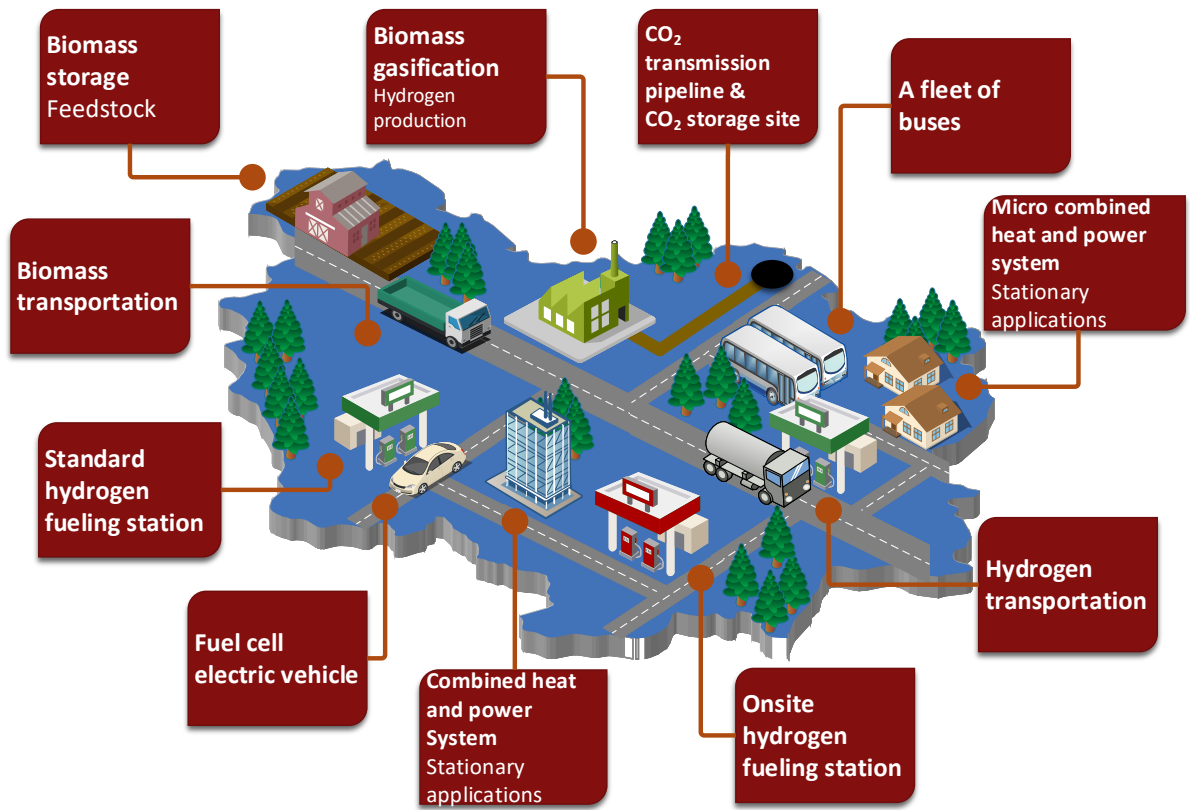 Biomass
storage
Feedstock
Biomass
gasification
Hydrogen
production
CO₂
transmission
pipeline &
CO₂ storage site
A fleet of
buses
Micro combined
heat and power
system
Stationary
applications
Biomass
transportation
Standard
hydrogen
fueling station
Hydrogen
transportation
Fuel cell
electric vehicle
Combined heat
and power
System
Stationary
applications
Onsite
hydrogen
fueling station